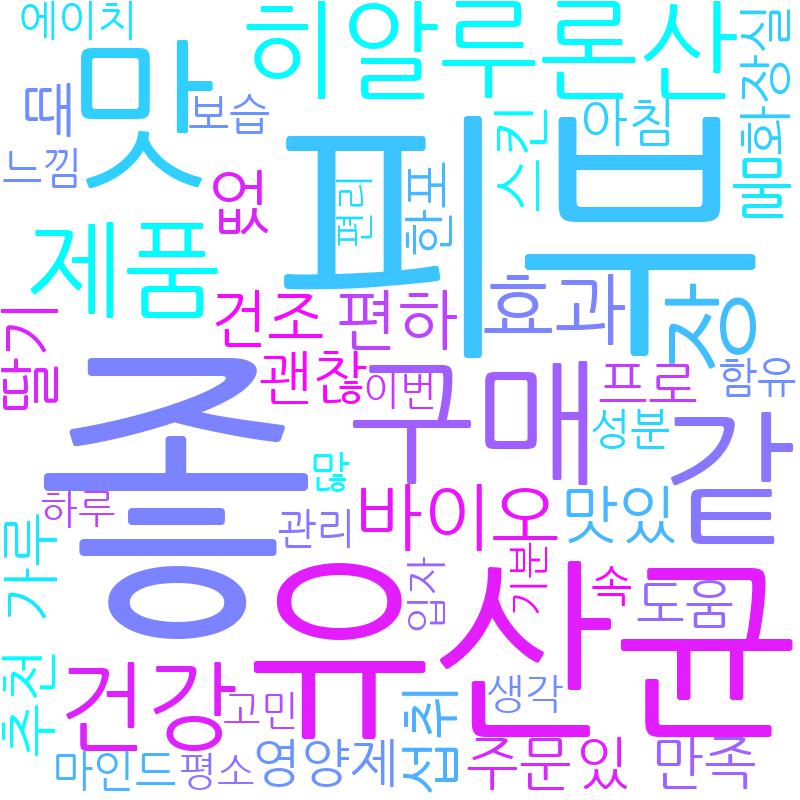 에이치
히알루론산
화장실
맛
때
보습
아침
스킨
느낌
피부
몸
없
편리
한포
제품
장
건조
편하
효과
딸기
괜찮
이번
구매
프로
함유
좋
성분
같
많
하루
관리
바이오
맛있
가루
유산균
입자
기분
속
도움
추천
건강
고민
섭취
생각
마인드
평소
영양제
주문
있
만족